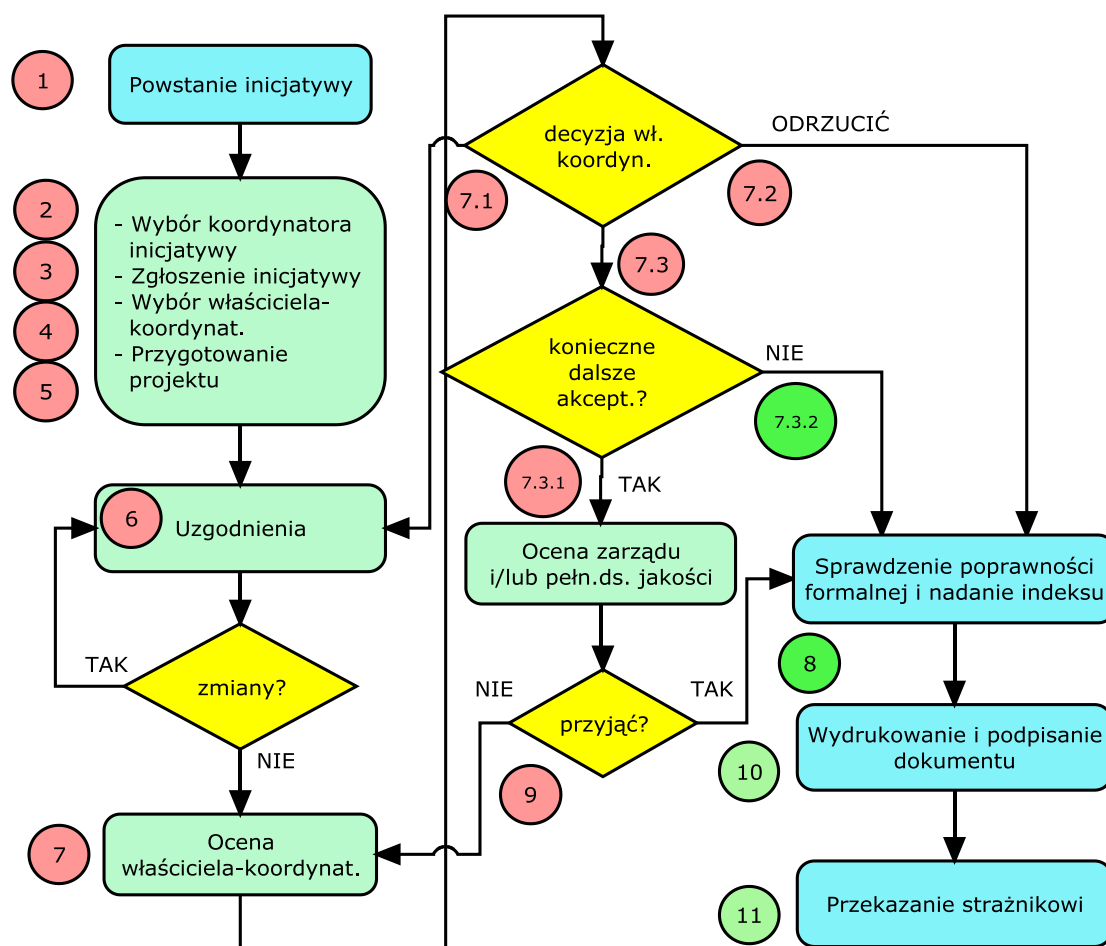 1
Powstanie inicjatywy
2
3
4
5
- Wybór koordynatora
inicjatywy
- Zgłoszenie inicjatywy
- Wybór właściciela-
koordynat.
- Przygotowanie
projektu
6
Uzgodnienia
TAK
zmiany?
NIE
7
Ocena
właściciela-koordynat.
decyzja wł.
koordyn.
ODRZUCIĆ
7.1
7.2
7.3
konieczne
dalsze
akcept.?
NIE
7.3.2
7.3.1
TAK
Ocena zarządu
i/lub pełn.ds. jakości
NIE
TAK
przyjąć?
9
Sprawdzenie poprawności
formalnej i nadanie indeksu
8
Wydrukowanie i podpisanie
dokumentu
10
Przekazanie strażnikowi
11